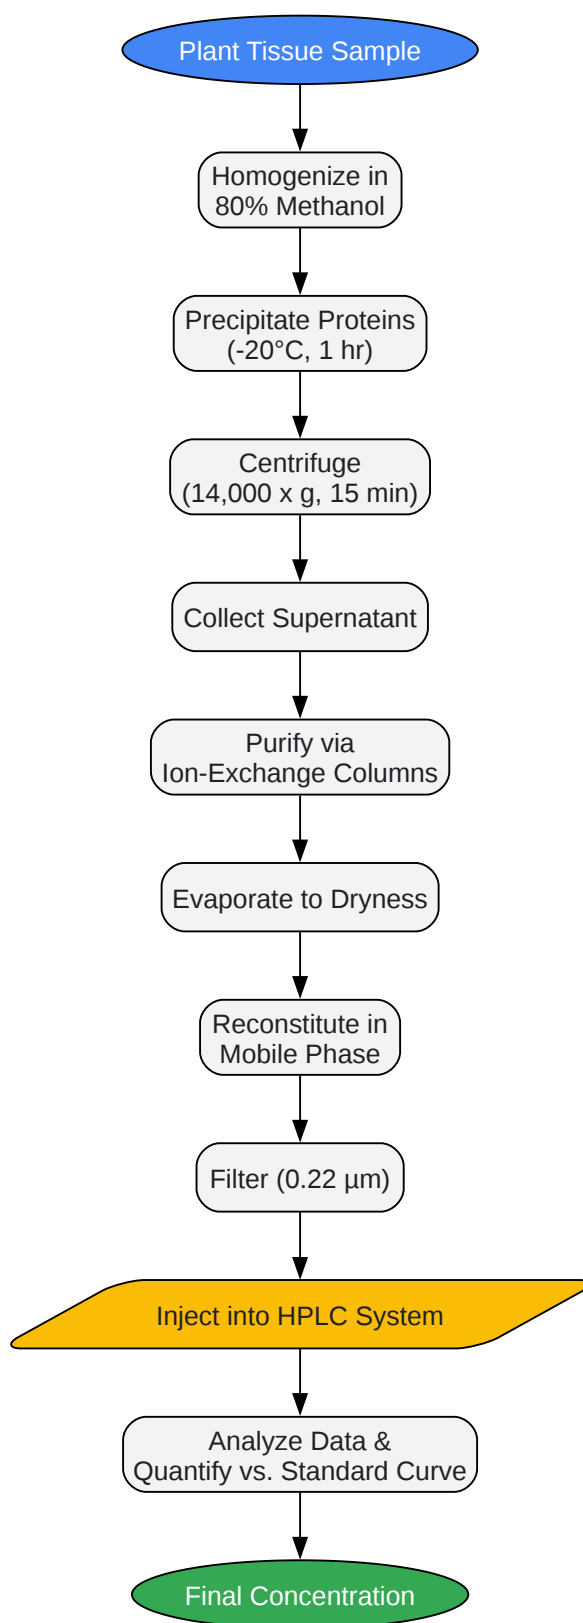 Plant Tissue Sample
Homogenize in
80% Methanol
Precipitate Proteins
(-20°C, 1 hr)
Centrifuge
(14,000 x g, 15 min)
Collect Supernatant
Purify via
Ion-Exchange Columns
Evaporate to Dryness
Reconstitute in
Mobile Phase
Filter (0.22 µm)
Inject into HPLC System
Analyze Data &
Quantify vs. Standard Curve
Final Concentration